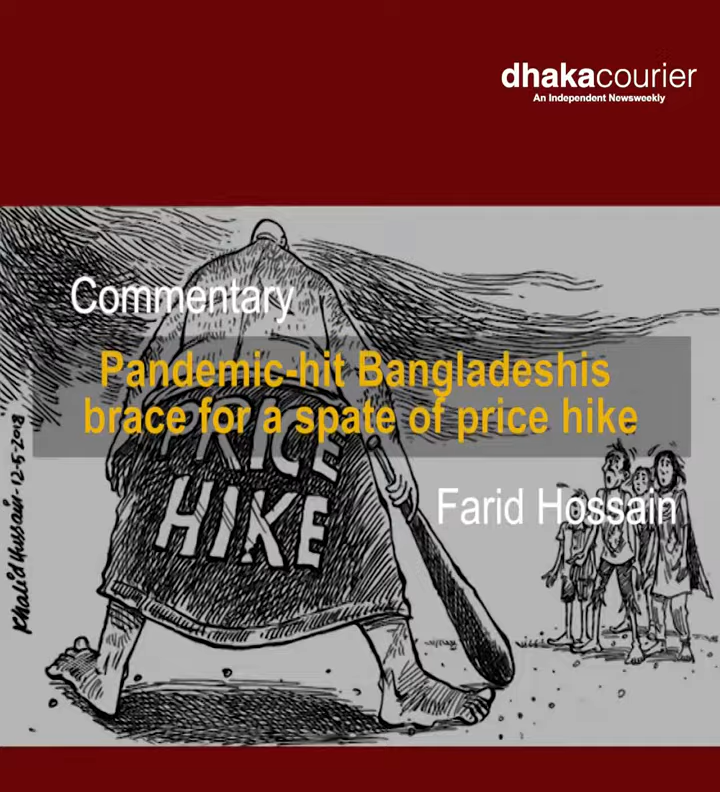 dhakacourier
An Independent Newsweekly
Commentary
Pandemic-hit Bangladeshis
brace for a spate of price hike
PRICE
HIKE
Farid Hossain
Khalid Hussain-12-5-2018